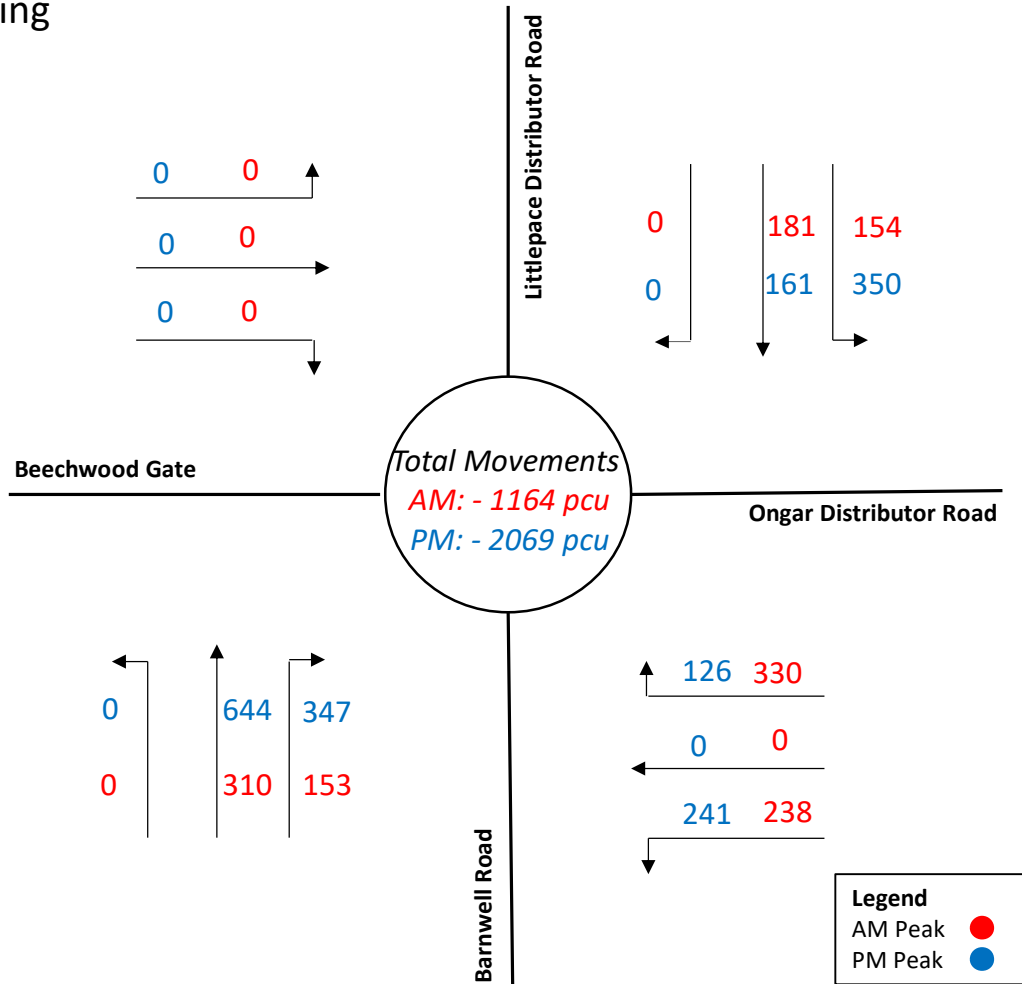 ing
Littlepace Distributor Road
0 0
0 0
0 0
0 181 154
0 161 350
Beechwood Gate
Total Movements
AM: - 1164 pcu
PM: - 2069 pcu
Ongar Distributor Road
0 644 347
0 310 153
126 330
0 0
241 238
Barnwell Road
Legend
AM Peak
PM Peak